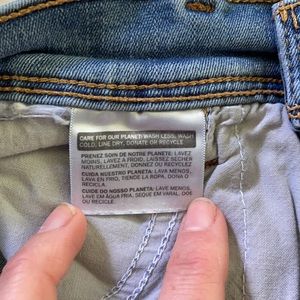 CARE FOR OUR PLANET: WASH LESS, WASH
COLD, LINE DRY, DONATE OR RECYCLE
PRENEZ SOIN DE NOTRE PLANÈTE: LAVEZ
MOINS, LAVEZ À FROID, LAISSEZ SÉCHER
NATURELLEMENT, DONNEZ OU RECYCLEZ.
CUIDA NUESTRO PLANETA: LAVA MENOS,
LAVA EN FRIO, TIENDE LA ROPA, DONA O
RECICLA.
CUIDE DO NOSSO PLANETA: LAVE MENOS,
LAVE EM ÁGUA FRIA, SEQUE EM VARAL, DOE
OU RECICLE.